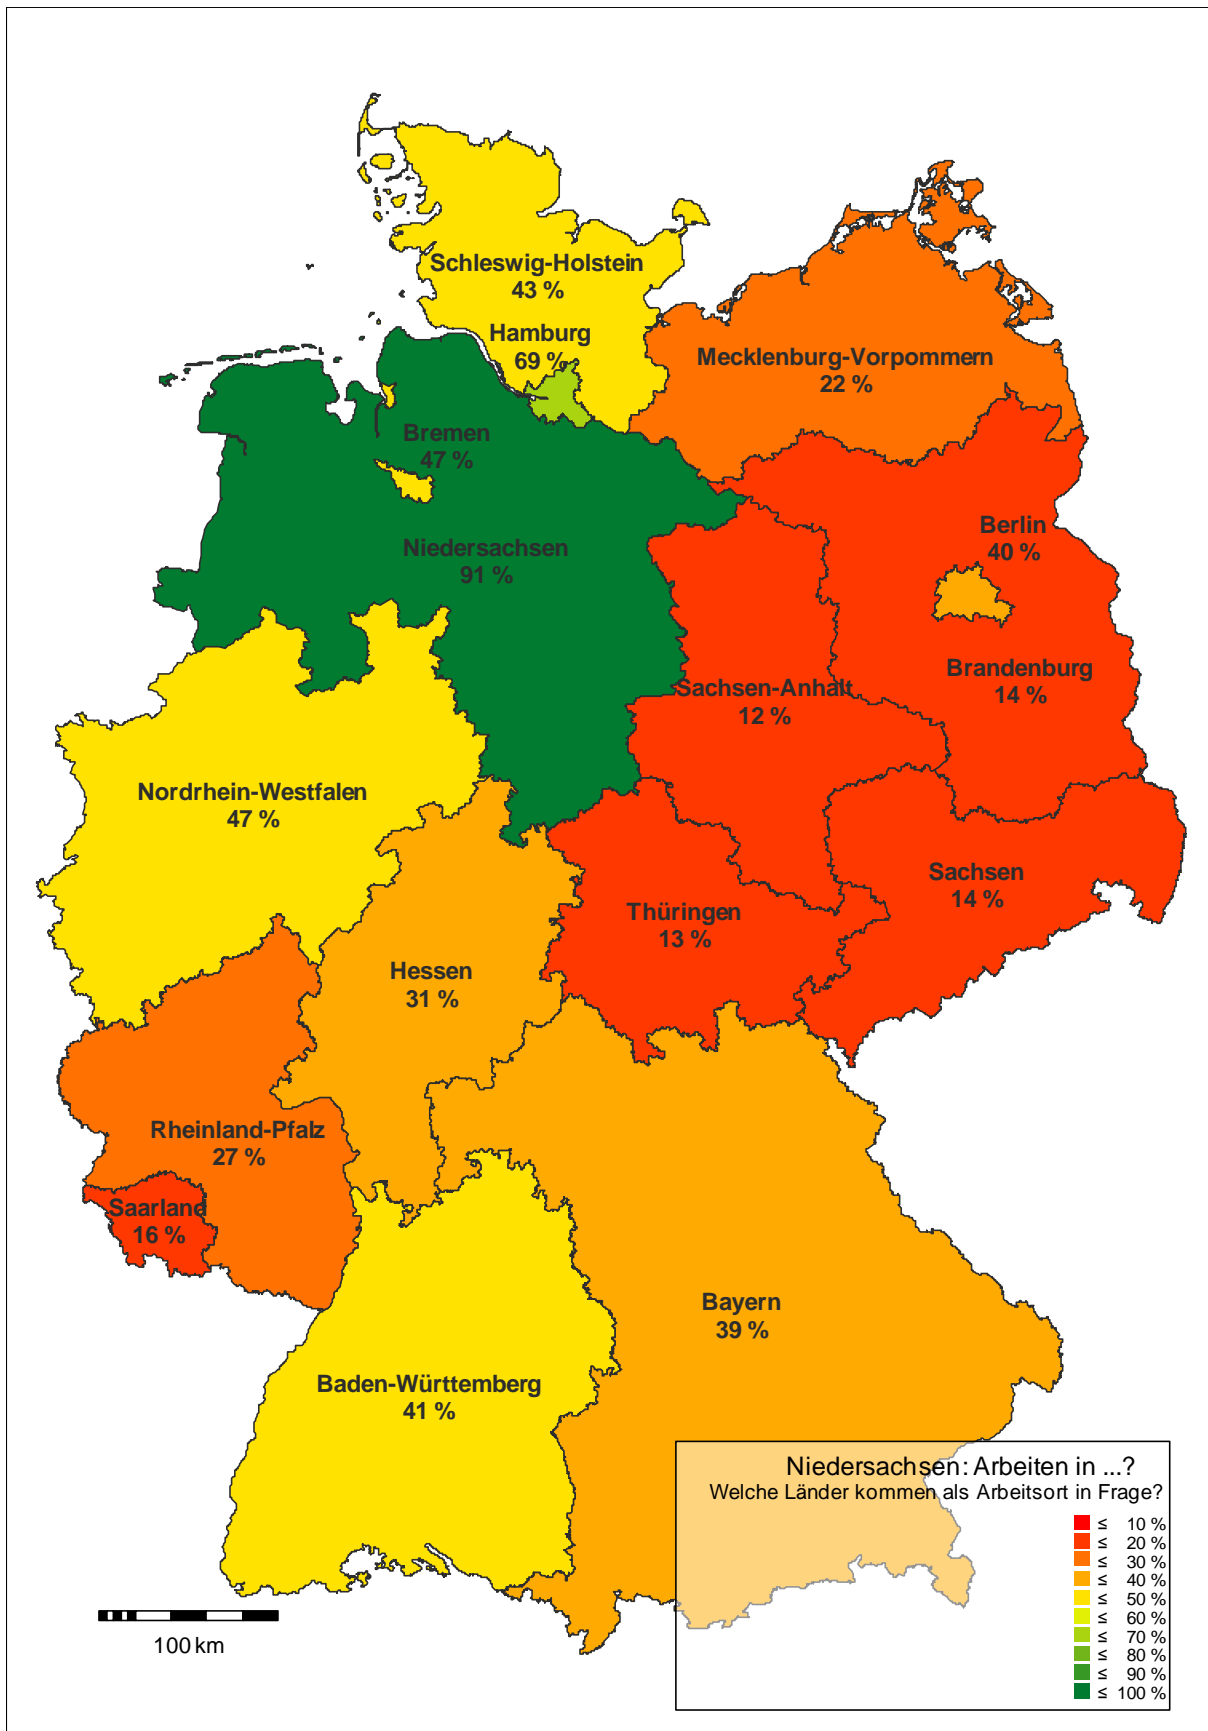 Schleswig-Holstein
43 %
Hamburg
69 %
Mecklenburg-Vorpommern
22 %
Bremen
47 %
Berlin
40 %
Niedersachsen
91 %
Brandenburg
14 %
Sachsen-Anhalt
12 %
Nordrhein-Westfalen
47 %
Sachsen
14 %
Thüringen
13 %
Hessen
31 %
Rheinland-Pfalz
27 %
Saarland
16 %
Bayern
39 %
Baden-Württemberg
41 %
Niedersachsen: Arbeiten in ...?
Welche Länder kommen als Arbeitsort in Frage?
≤ 10 %
≤ 20 %
≤ 30 %
≤ 40 %
≤ 50 %
≤ 60 %
≤ 70 %
≤ 80 %
≤ 90 %
≤ 100 %
100 km